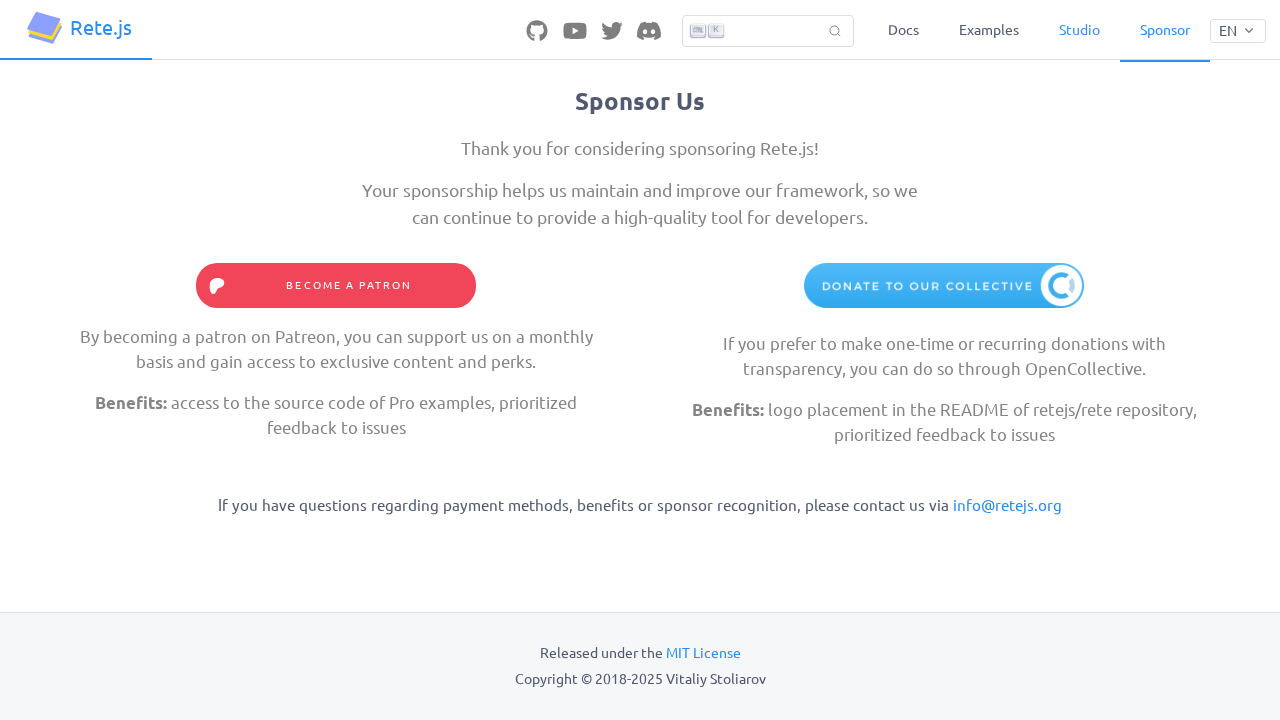 Rete.js
K
Docs
Examples
Studio
Sponsor
EN
Sponsor Us
Thank you for considering sponsoring Rete.js!
Your sponsorship helps us maintain and improve our framework, so we
can continue to provide a high-quality tool for developers.
BECOME A PATRON
By becoming a patron on Patreon, you can support us on a monthly
basis and gain access to exclusive content and perks.
Benefits: access to the source code of Pro examples, prioritized
feedback to issues
DONATE TO OUR COLLECTIVE
If you prefer to make one-time or recurring donations with
transparency, you can do so through OpenCollective.
Benefits: logo placement in the README of retejs/rete repository,
prioritized feedback to issues
If you have questions regarding payment methods, benefits or sponsor recognition, please contact us via info@retejs.org
Released under the MIT License
Copyright © 2018-2025 Vitaliy Stoliarov